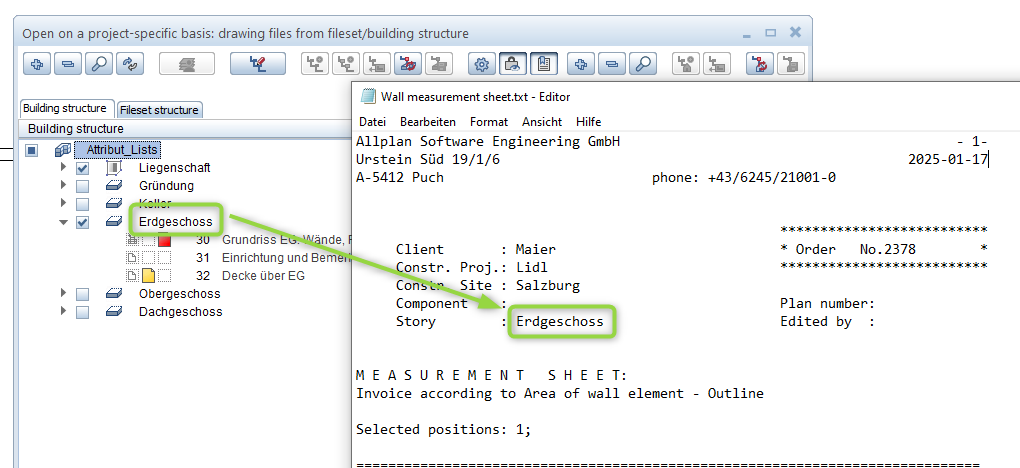 Open on a project-specific basis: drawing files from fileset/building structure
Wall measurement sheet.txt - Editor
Building structure
Fileset structure
Building structure
Attribut_Lists
Liegenschaft
Gründung
Keller
Erdgeschoss
30 Grundriss EG: Wände,
31 Einrichtung und Bemen
32 Decke über EG
Obergeschoss
Dachgeschoss
Datei Bearbeiten Format Ansicht Hilfe
Allplan Software Engineering GmbH - 1-
Urstein Süd 19/1/6 2025-01-17
A-5412 Puch phone: +43/6245/21001-0
**************************
Client : Maier * Order No.2378 *
Constr. Proj.: Lidl **************************
Constr. Site : Salzburg
Component : Plan number:
Story : Erdgeschoss Edited by :
M E A S U R E M E N T S H E E T:
Invoice according to Area of wall element - Outline
Selected positions: 1;
===============================================================================